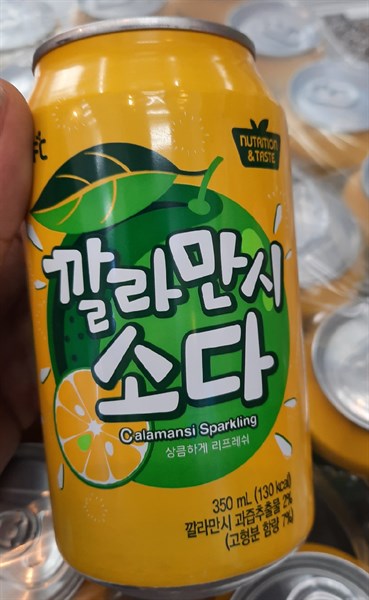 NUTRITION
& TASTE
깔라만시
소다
Calamansi Sparkling
상큼하게 리프레쉬
350 mL (130 kcal)
깔라만시 과즙추출물 2%
(고형분 함량 7%)